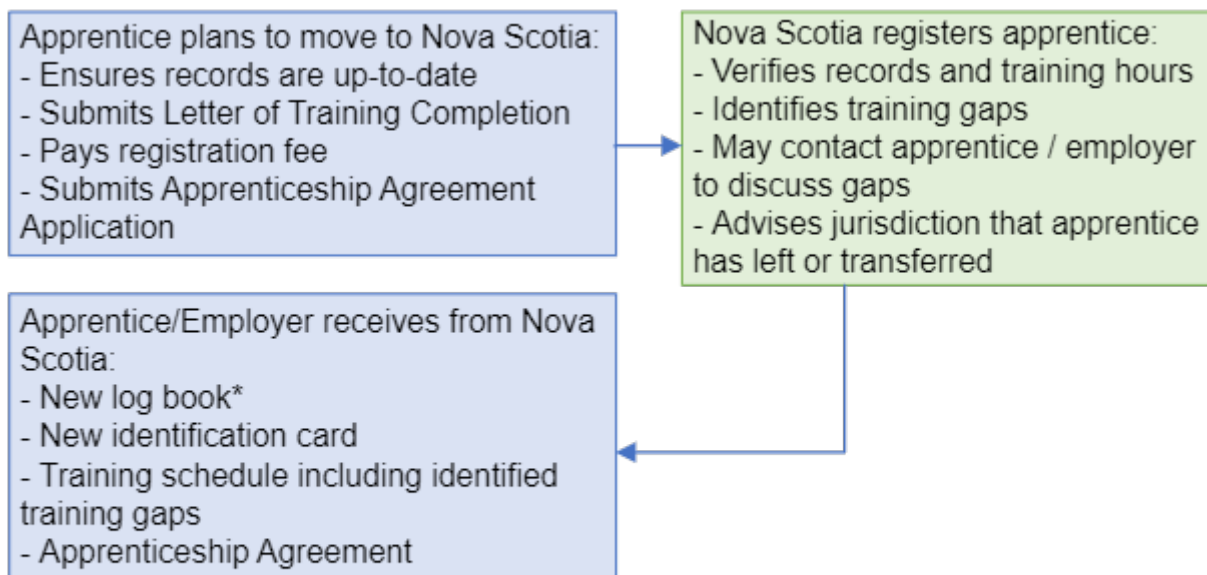 Apprentice plans to move to Nova Scotia:
- Ensures records are up-to-date
- Submits Letter of Training Completion
- Pays registration fee
- Submits Apprenticeship Agreement
Application
Nova Scotia registers apprentice:
- Verifies records and training hours
- Identifies training gaps
- May contact apprentice / employer
to discuss gaps
- Advises jurisdiction that apprentice
has left or transferred
Apprentice/Employer receives from Nova
Scotia:
- New log book*
- New identification card
- Training schedule including identified
training gaps
- Apprenticeship Agreement